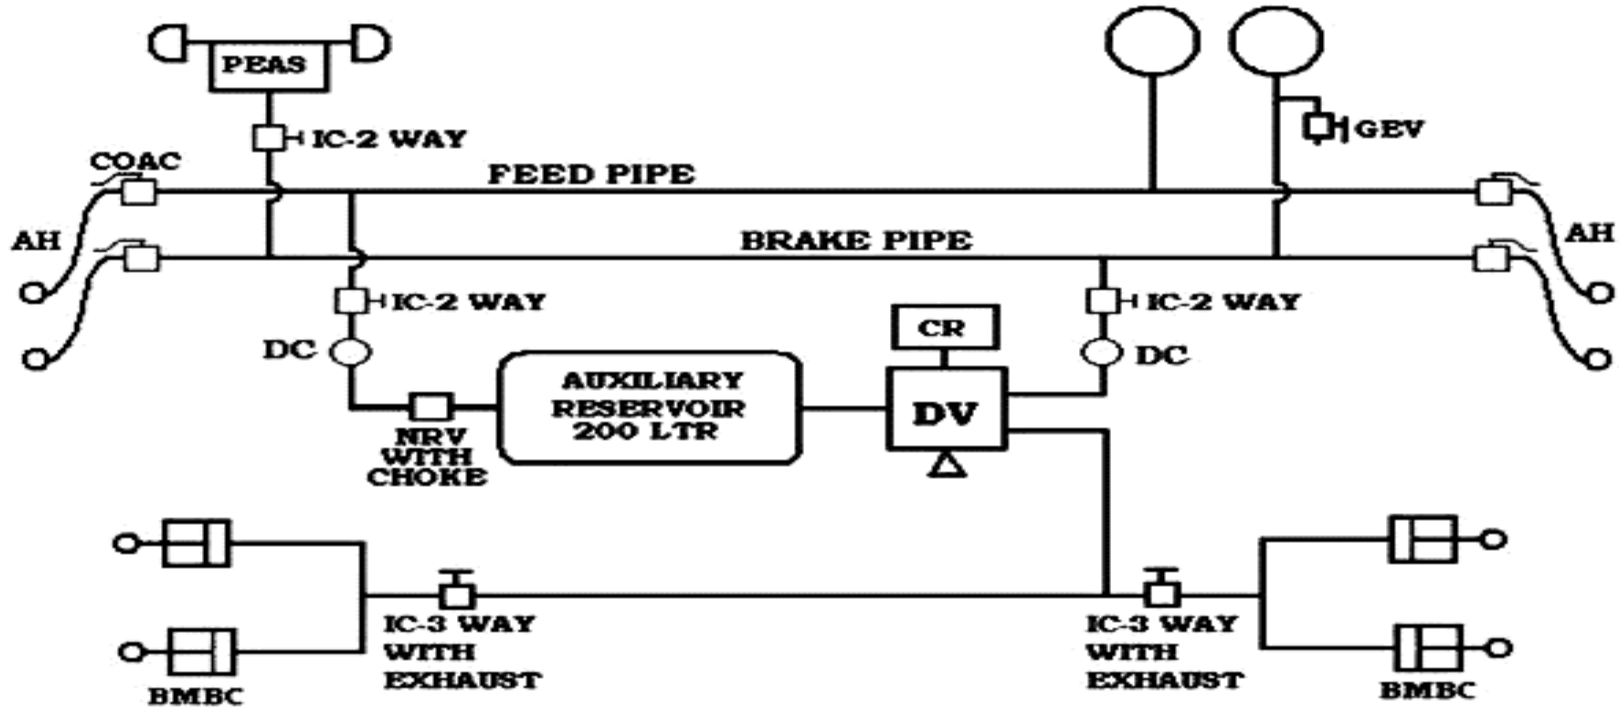 PEAS
IC-2 WAY
GEV
COAC
FEED PIPE
AH
BRAKE PIPE
AH
IC-2 WAY
IC-2 WAY
CR
DC
DC
AUXILIARY
RESERVOIR
200 LTR
DV
NRV
WITH
CHOKE
IC-3 WAY
WITH
EXHAUST
IC-3 WAY
WITH
EXHAUST
BMBC
BMBC